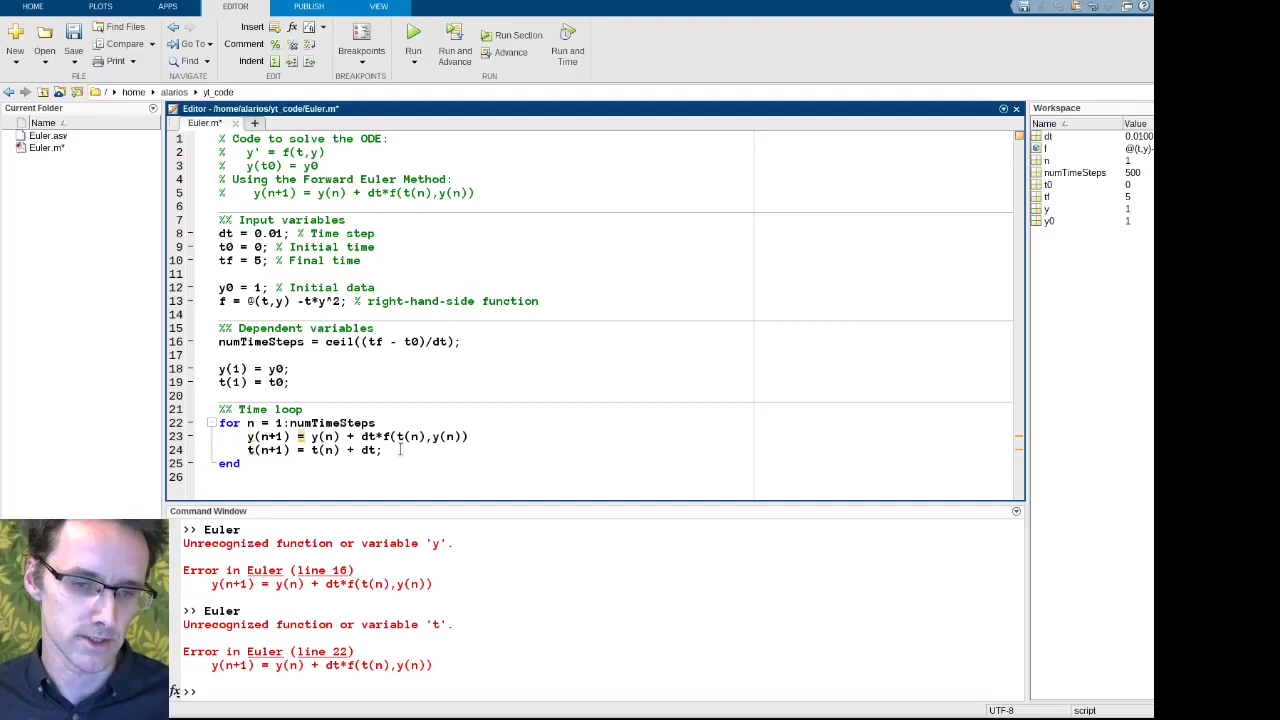 HOME PLOTS APPS EDITOR PUBLISH VIEW
New Open Save Find Files Compare Print
Go To Find
Insert fx
Comment
Indent
Breakpoints
Run Run and Advance Run Section Advance Run and Time
FILE NAVIGATE EDIT BREAKPOINTS RUN
/ home alarios yt_code
Current Folder
Name
Euler.asv
Euler.m*
Editor - /home/alarios/yt_code/Euler.m*
Euler.m* × +
1 % Code to solve the ODE:
2 %   y' = f(t,y)
3 %   y(t0) = y0
4 % Using the Forward Euler Method:
5 %    y(n+1) = y(n) + dt*f(t(n),y(n))
6
7 %% Input variables
8 dt = 0.01; % Time step
9 t0 = 0; % Initial time
10 tf = 5; % Final time
11
12 y0 = 1; % Initial data
13 f = @(t,y) -t*y^2; % right-hand-side function
14
15 %% Dependent variables
16 numTimeSteps = ceil((tf - t0)/dt);
17
18 y(1) = y0;
19 t(1) = t0;
20
21 %% Time loop
22 for n = 1:numTimeSteps
23     y(n+1) = y(n) + dt*f(t(n),y(n))
24     t(n+1) = t(n) + dt;
25 end
26
Workspace
Name Value
dt 0.0100
f @(t,y)-
n 1
numTimeSteps 500
t0 0
tf 5
y 1
y0 1
Command Window
>> Euler
Unrecognized function or variable 'y'.
Error in Euler (line 16)
y(n+1) = y(n) + dt*f(t(n),y(n))
>> Euler
Unrecognized function or variable 't'.
Error in Euler (line 22)
y(n+1) = y(n) + dt*f(t(n),y(n))
fx >>
UTF-8 script